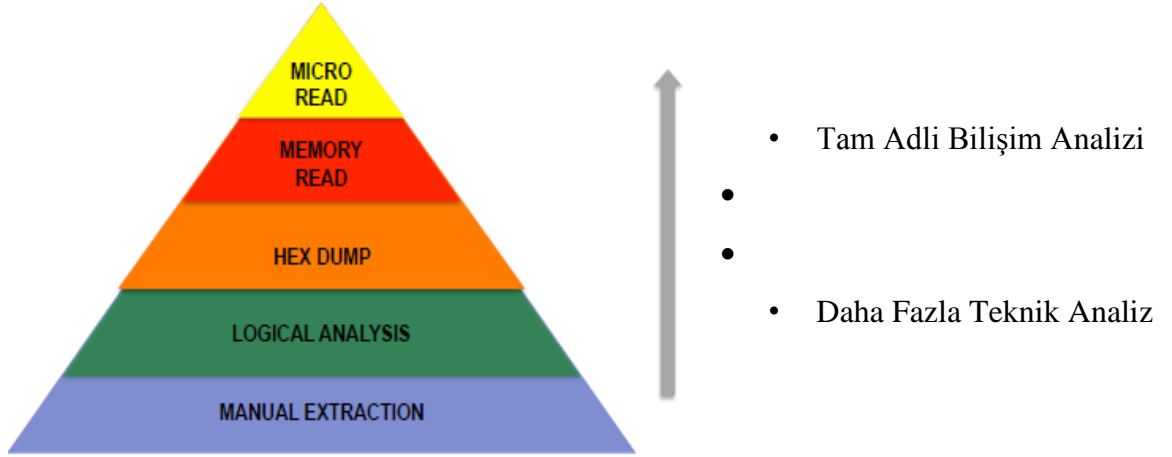 MICRO
READ
MEMORY
READ
HEX DUMP
LOGICAL ANALYSIS
MANUAL EXTRACTION
• Tam Adli Bilişim Analizi
•
•
• Daha Fazla Teknik Analiz